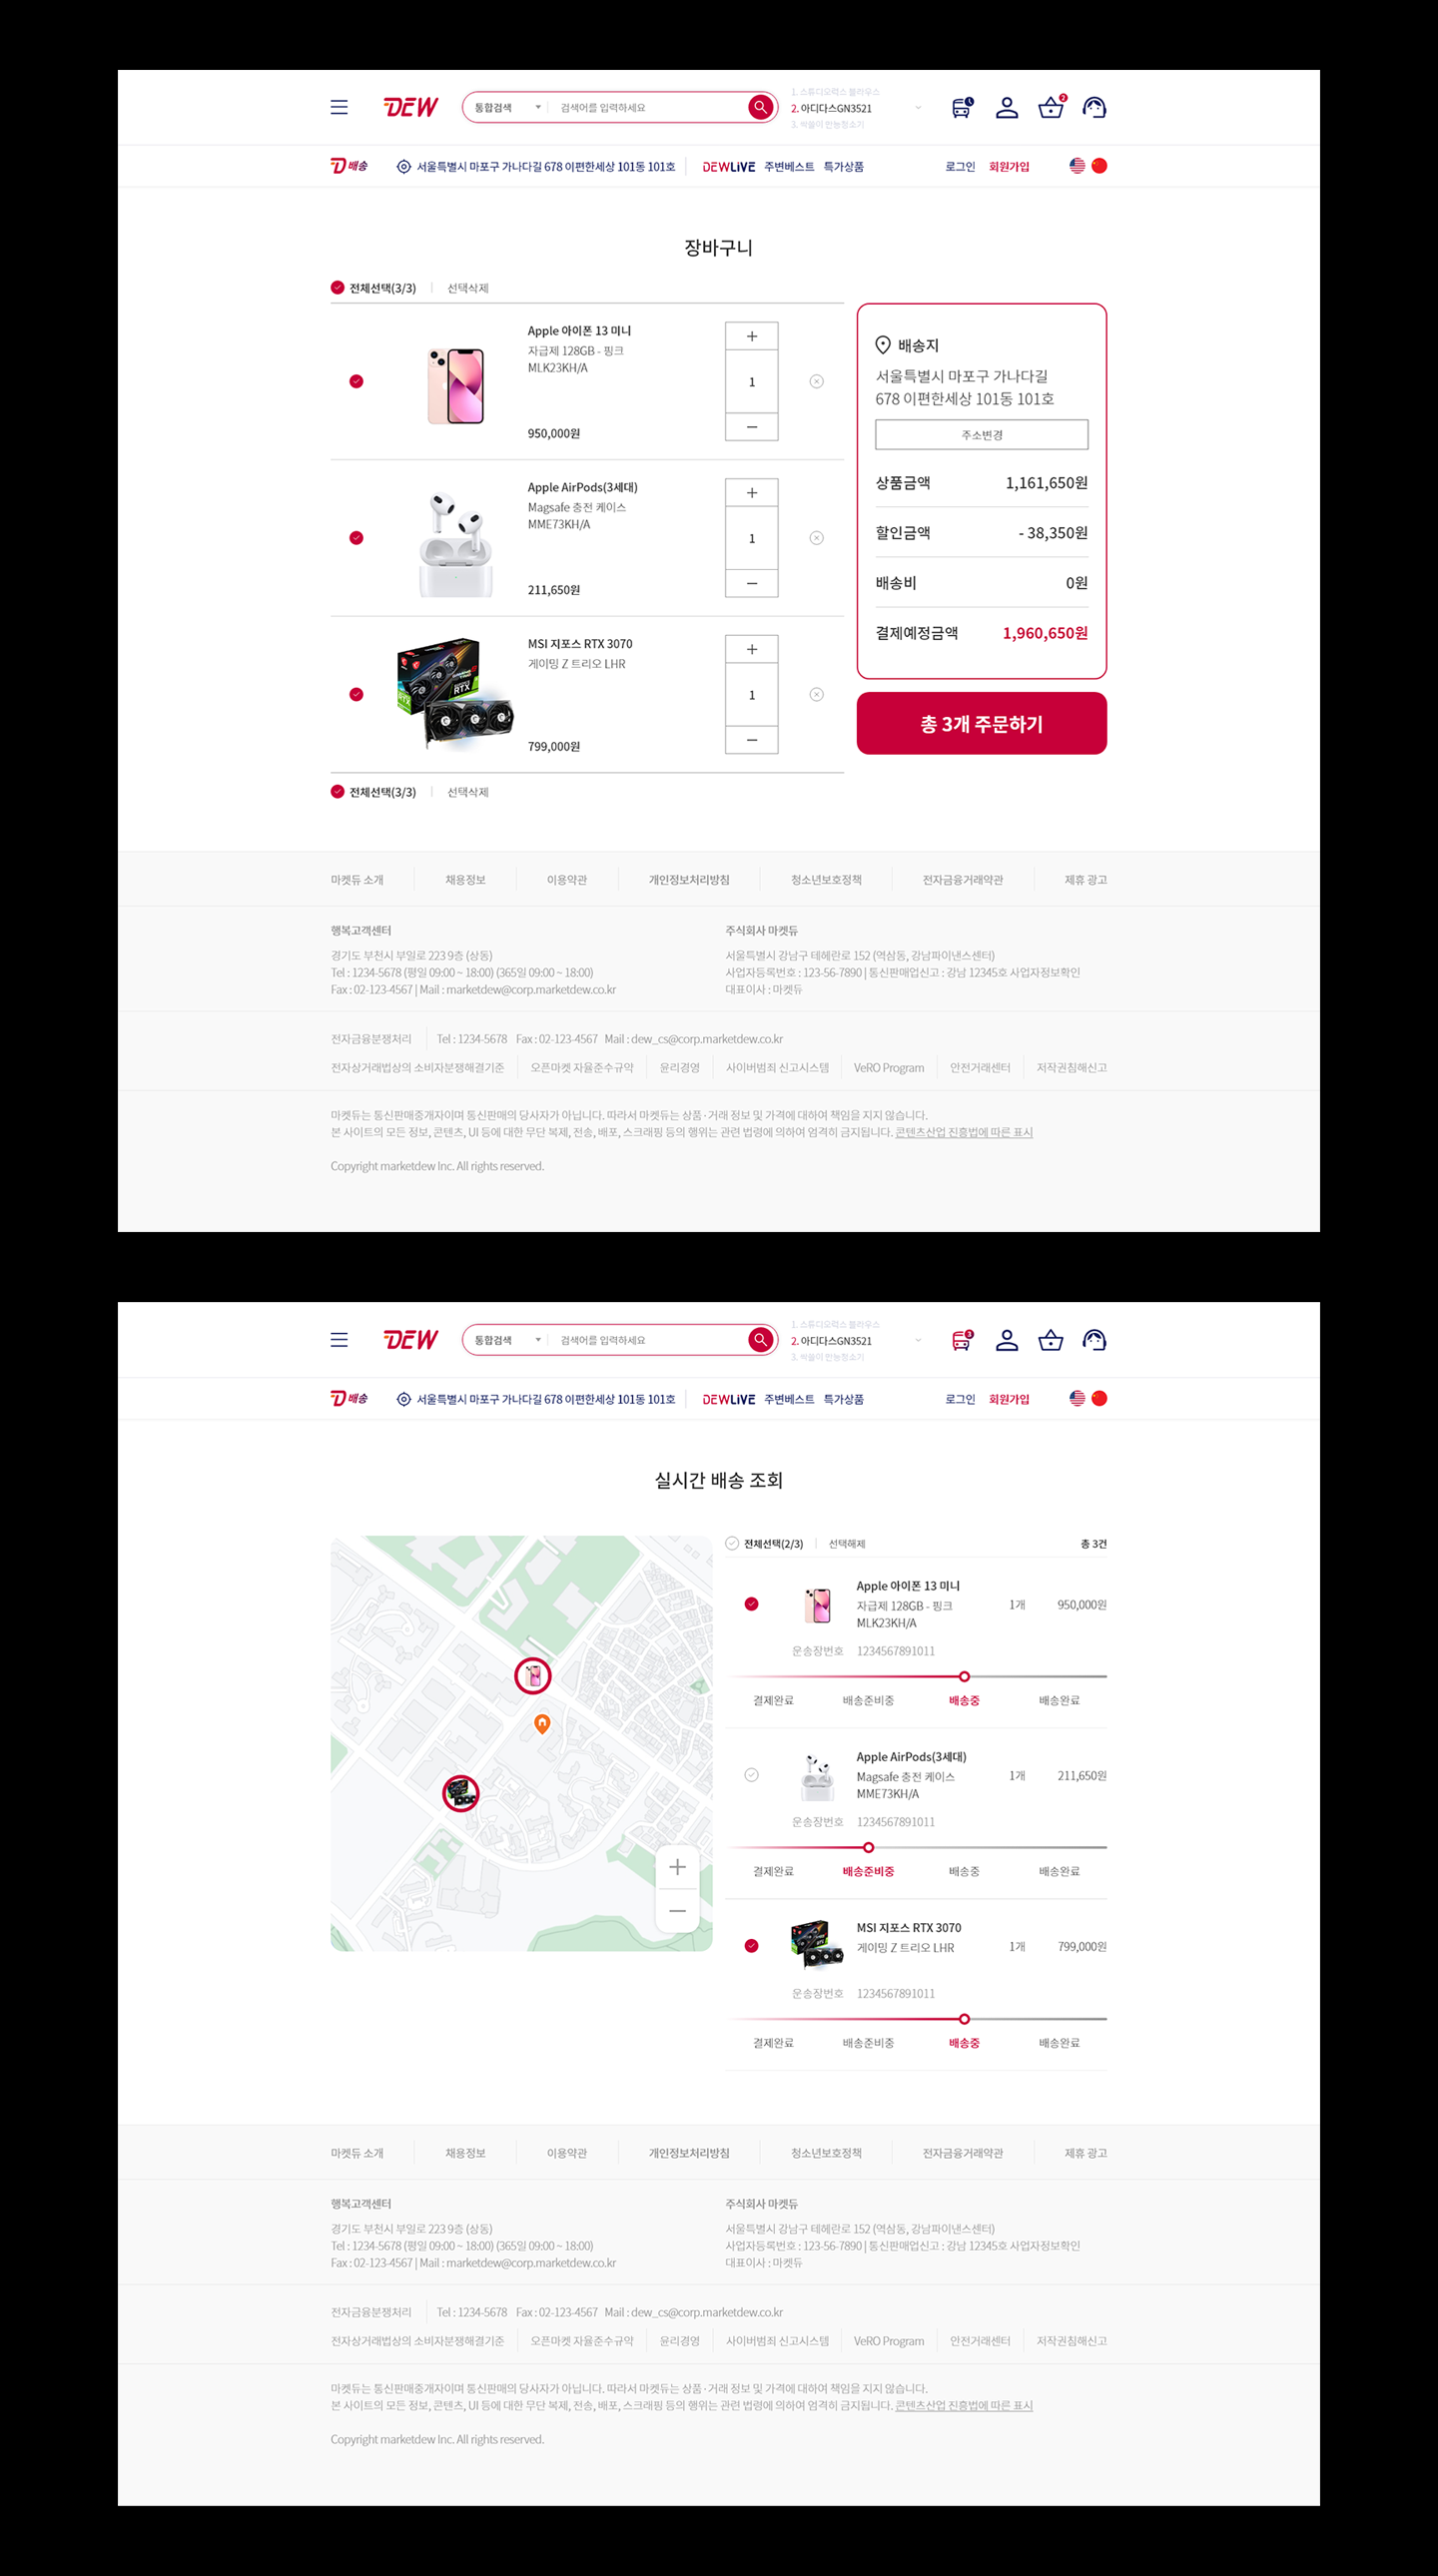 DEW
통합검색
검색어를 입력하세요
1. 스튜디오럭스 블라우스
2. 아디다스GN3521
3. 싹쓸이 만능청소기
2
D배송
서울특별시 마포구 가나다길 678 이편한세상 101동 101호
DEWLIVE 주변베스트 특가상품
로그인 회원가입
장바구니
전체선택(3/3) 선택삭제
Apple 아이폰 13 미니
자급제 128GB - 핑크
MLK23KH/A
950,000원
+
1
−
Apple AirPods(3세대)
Magsafe 충전 케이스
MME73KH/A
211,650원
+
1
−
MSI 지포스 RTX 3070
게이밍 Z 트리오 LHR
799,000원
+
1
−
전체선택(3/3) 선택삭제
배송지
서울특별시 마포구 가나다길
678 이편한세상 101동 101호
주소변경
상품금액 1,161,650원
할인금액 - 38,350원
배송비 0원
결제예정금액 1,960,650원
총 3개 주문하기
마켓듀 소개 채용정보 이용약관 개인정보처리방침 청소년보호정책 전자금융거래약관 제휴 광고
행복고객센터
경기도 부천시 부일로 223 9층 (상동)
Tel : 1234-5678 (평일 09:00 ~ 18:00) (365일 09:00 ~ 18:00)
Fax : 02-123-4567 | Mail : marketdew@corp.marketdew.co.kr
주식회사 마켓듀
서울특별시 강남구 테헤란로 152 (역삼동, 강남파이낸스센터)
사업자등록번호 : 123-56-7890 | 통신판매업신고 : 강남 12345호 사업자정보확인
대표이사 : 마켓듀
전자금융분쟁처리 Tel : 1234-5678 Fax : 02-123-4567 Mail : dew_cs@corp.marketdew.co.kr
전자상거래법상의 소비자분쟁해결기준 오픈마켓 자율준수규약 윤리경영 사이버범죄 신고시스템 VeRO Program 안전거래센터 저작권침해신고
마켓듀는 통신판매중개자이며 통신판매의 당사자가 아닙니다. 따라서 마켓듀는 상품·거래 정보 및 가격에 대하여 책임을 지지 않습니다.
본 사이트의 모든 정보, 콘텐츠, UI 등에 대한 무단 복제, 전송, 배포, 스크래핑 등의 행위는 관련 법령에 의하여 엄격히 금지됩니다. 콘텐츠산업 진흥법에 따른 표시
Copyright marketdew Inc. All rights reserved.
DEW
통합검색
검색어를 입력하세요
1. 스튜디오럭스 블라우스
2. 아디다스GN3521
3. 싹쓸이 만능청소기
3
D배송
서울특별시 마포구 가나다길 678 이편한세상 101동 101호
DEWLIVE 주변베스트 특가상품
로그인 회원가입
실시간 배송 조회
+
−
전체선택(2/3) 선택해제 총 3건
Apple 아이폰 13 미니
자급제 128GB - 핑크
MLK23KH/A
1개 950,000원
운송장번호 1234567891011
결제완료 배송준비중 배송중 배송완료
Apple AirPods(3세대)
Magsafe 충전 케이스
MME73KH/A
1개 211,650원
운송장번호 1234567891011
결제완료 배송준비중 배송중 배송완료
MSI 지포스 RTX 3070
게이밍 Z 트리오 LHR
1개 799,000원
운송장번호 1234567891011
결제완료 배송준비중 배송중 배송완료
마켓듀 소개 채용정보 이용약관 개인정보처리방침 청소년보호정책 전자금융거래약관 제휴 광고
행복고객센터
경기도 부천시 부일로 223 9층 (상동)
Tel : 1234-5678 (평일 09:00 ~ 18:00) (365일 09:00 ~ 18:00)
Fax : 02-123-4567 | Mail : marketdew@corp.marketdew.co.kr
주식회사 마켓듀
서울특별시 강남구 테헤란로 152 (역삼동, 강남파이낸스센터)
사업자등록번호 : 123-56-7890 | 통신판매업신고 : 강남 12345호 사업자정보확인
대표이사 : 마켓듀
전자금융분쟁처리 Tel : 1234-5678 Fax : 02-123-4567 Mail : dew_cs@corp.marketdew.co.kr
전자상거래법상의 소비자분쟁해결기준 오픈마켓 자율준수규약 윤리경영 사이버범죄 신고시스템 VeRO Program 안전거래센터 저작권침해신고
마켓듀는 통신판매중개자이며 통신판매의 당사자가 아닙니다. 따라서 마켓듀는 상품·거래 정보 및 가격에 대하여 책임을 지지 않습니다.
본 사이트의 모든 정보, 콘텐츠, UI 등에 대한 무단 복제, 전송, 배포, 스크래핑 등의 행위는 관련 법령에 의하여 엄격히 금지됩니다. 콘텐츠산업 진흥법에 따른 표시
Copyright marketdew Inc. All rights reserved.